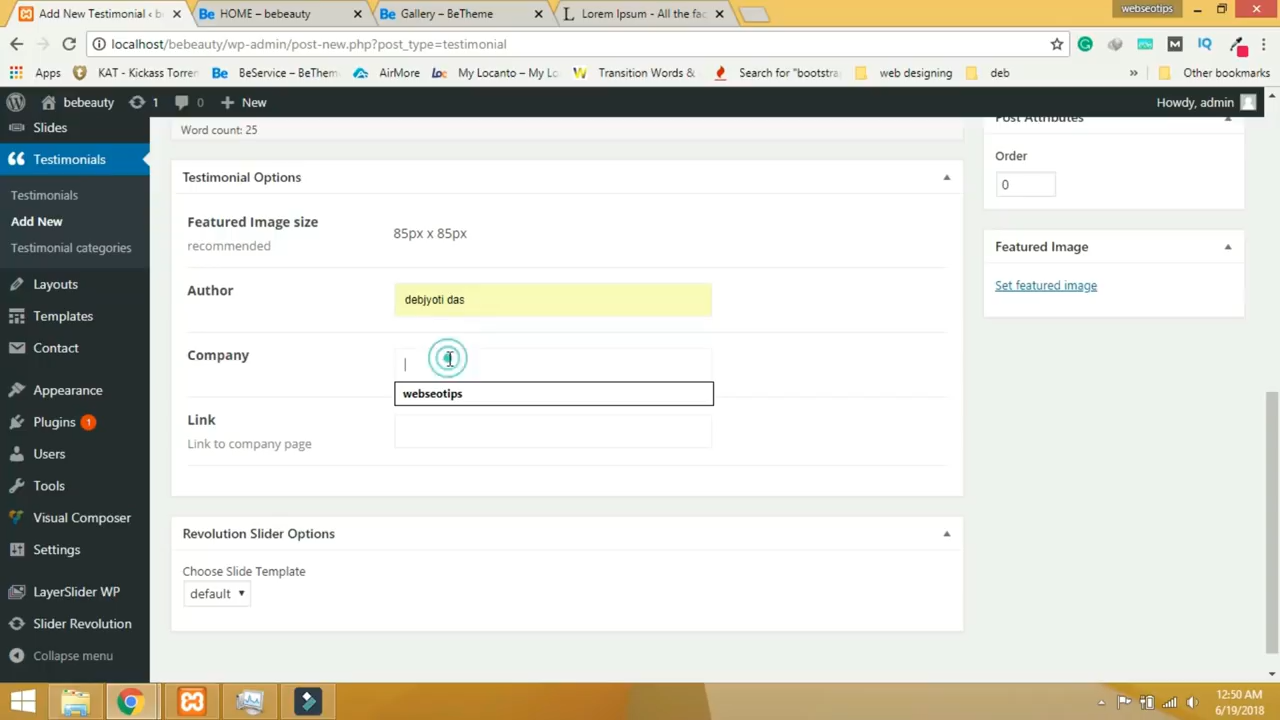 Add New Testimonial ‹ b
HOME – bebeauty
Gallery – BeTheme
Lorem Ipsum - All the fac
webseotips
localhost/bebeauty/wp-admin/post-new.php?post_type=testimonial
Apps
KAT - Kickass Torren
BeService – BeThem
AirMore
My Locanto – My Lo
Transition Words &
Search for "bootstra
web designing
deb
»
Other bookmarks
bebeauty
1
0
New
Howdy, admin
Slides
Testimonials
Testimonials
Add New
Testimonial categories
Layouts
Templates
Contact
Appearance
Plugins 1
Users
Tools
Visual Composer
Settings
LayerSlider WP
Slider Revolution
Collapse menu
Word count: 25
Testimonial Options
Featured Image size
recommended
85px x 85px
Author
debjyoti das
Company
webseotips
Link
Link to company page
Revolution Slider Options
Choose Slide Template
default
Post Attributes
Order
0
Featured Image
Set featured image
12:50 AM
6/19/2018